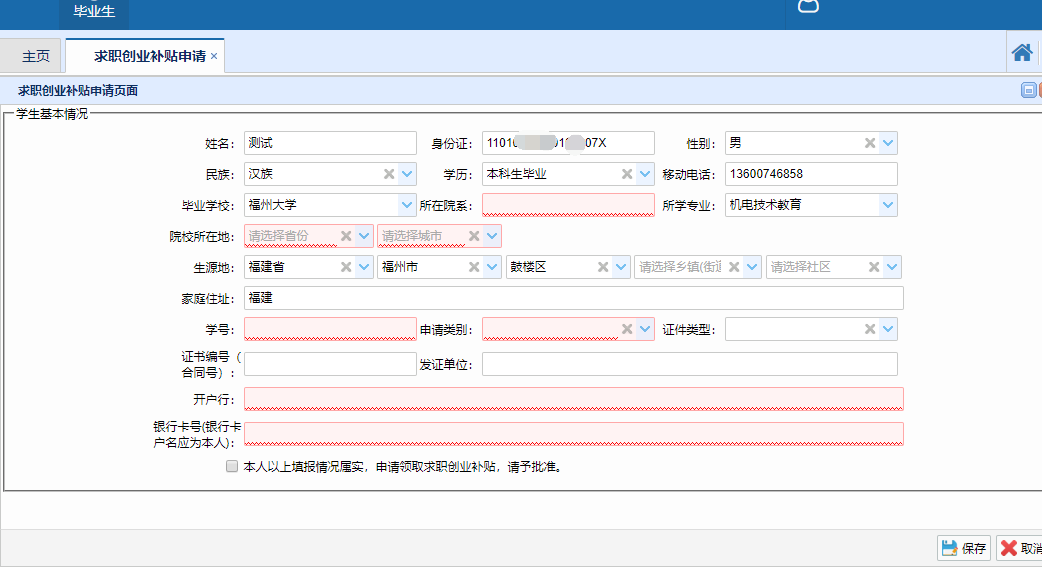 毕业生
主页 求职创业补贴申请 ×
求职创业补贴申请页面
学生基本情况
姓名: 测试 身份证: 1101 07X 性别: 男
民族: 汉族 学历: 本科生毕业 移动电话: 13600746858
毕业学校: 福州大学 所在院系: 所学专业: 机电技术教育
院校所在地: 请选择省份 请选择城市
生源地: 福建省 福州市 鼓楼区 请选择乡镇(街道 请选择社区
家庭住址: 福建
学号: 申请类别: 证件类型:
证书编号（
合同号）: 发证单位:
开户行:
银行卡号(银行卡
户名应为本人):
本人以上填报情况属实，申请领取求职创业补贴，请予批准。
保存 取消